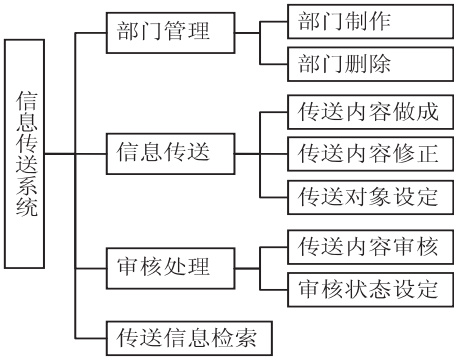 信息传送系统
部门管理
部门制作
部门删除
信息传送
传送内容做成
传送内容修正
传送对象设定
审核处理
传送内容审核
审核状态设定
传送信息检索